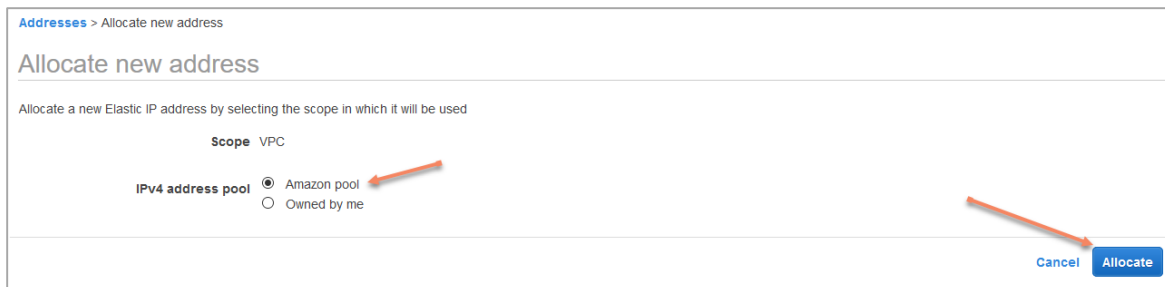 Addresses > Allocate new address
Allocate new address
Allocate a new Elastic IP address by selecting the scope in which it will be used
Scope VPC
IPv4 address pool Amazon pool
Owned by me
Cancel Allocate